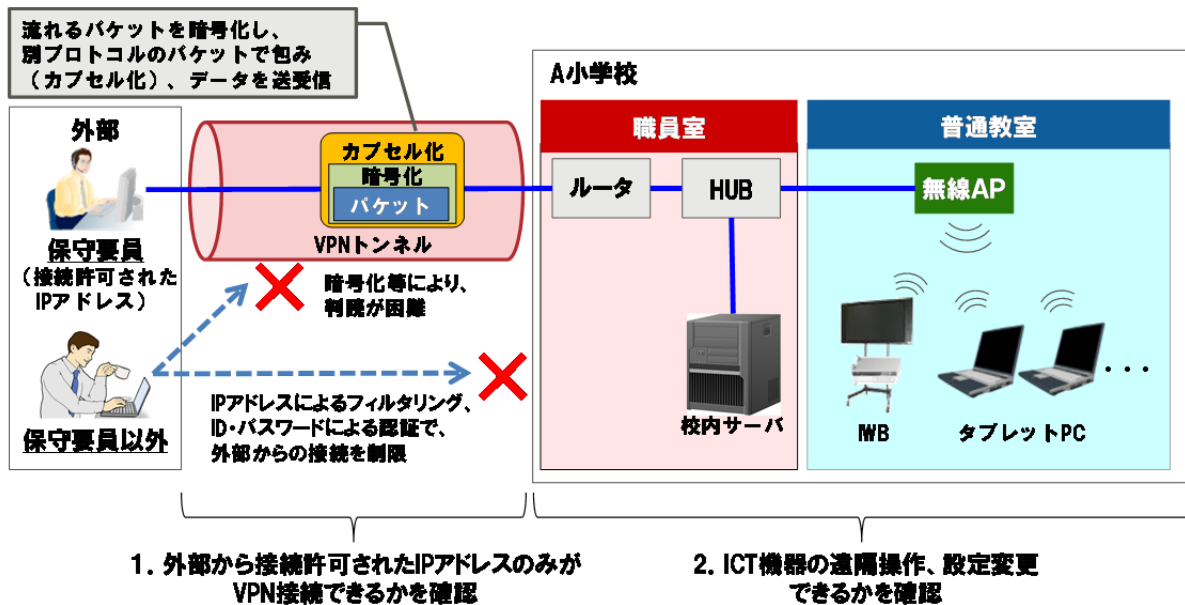 流れるパケットを暗号化し、
別プロトコルのパケットで包み
（カプセル化）、データを送受信
外部
保守要員
（接続許可された
IPアドレス）
保守要員以外
カプセル化
暗号化
パケット
VPNトンネル
暗号化等により、
判読が困難
IPアドレスによるフィルタリング、
ID・パスワードによる認証で、
外部からの接続を制限
A小学校
職員室
ルータ
HUB
校内サーバ
普通教室
無線AP
IWB
タブレットPC
・・・
1．外部から接続許可されたIPアドレスのみが
VPN接続できるかを確認
2．ICT機器の遠隔操作、設定変更
できるかを確認